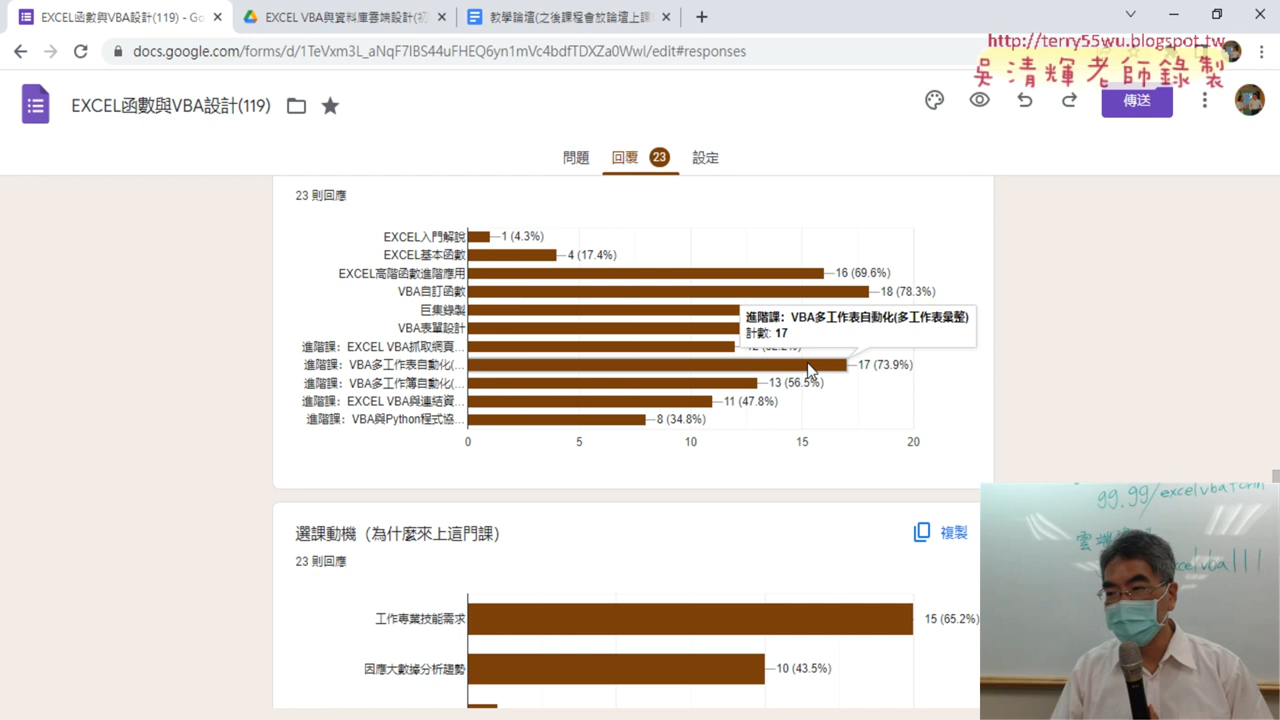 EXCEL函數與VBA設計(119) - Go
EXCEL VBA與資料庫雲端設計(初
教學論壇(之後課程會放論壇上課
docs.google.com/forms/d/1TeVxm3L_aNqF7IBS44uFHEQ6yn1mVc4bdfTDXZa0WwI/edit#responses
http://terry55wu.blogspot.tw
吳清輝老師錄製
EXCEL函數與VBA設計(119)
傳送
問題
回覆 23
設定
23 則回應
EXCEL入門解說 1 (4.3%)
EXCEL基本函數 4 (17.4%)
EXCEL高階函數進階應用 16 (69.6%)
VBA自訂函數 18 (78.3%)
巨集錄製
VBA表單設計
進階課：VBA多工作表自動化(多工作表彙整)
計數: 17
進階課：EXCEL VBA抓取網頁...
進階課：VBA多工作表自動化(... 17 (73.9%)
進階課：VBA多工作簿自動化(... 13 (56.5%)
進階課：EXCEL VBA與連結資... 11 (47.8%)
進階課：VBA與Python程式協... 8 (34.8%)
0 5 10 15 20
選課動機（為什麼來上這門課）
複製
23 則回應
工作專業技能需求 15 (65.2%)
因應大數據分析趨勢 10 (43.5%)
gg.gg/excelvbaform
雲端
excelvba111